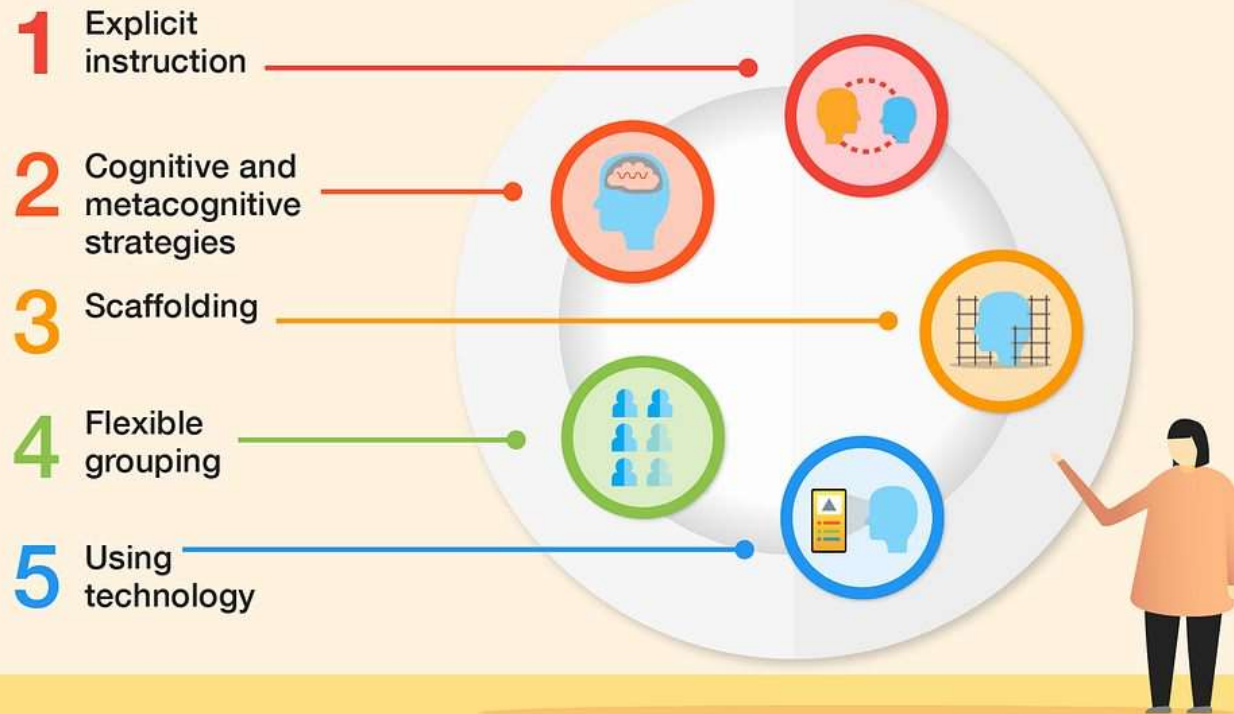 1 Explicit
instruction
2 Cognitive and
metacognitive
strategies
3 Scaffolding
4 Flexible
grouping
5 Using
technology